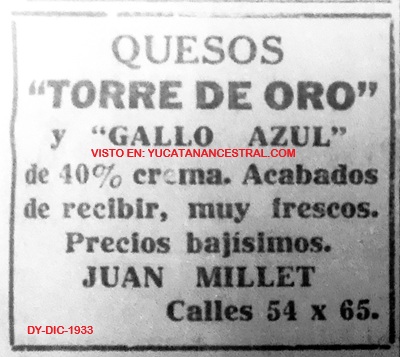 QUESOS
"TORRE DE ORO"
y "GALLO AZUL"
VISTO EN: YUCATANANCESTRAL.COM
de 40% crema. Acabados
de recibir, muy frescos.
Precios bajísimos.
JUAN MILLET
Calles 54 x 65.
DY-DIC-1933